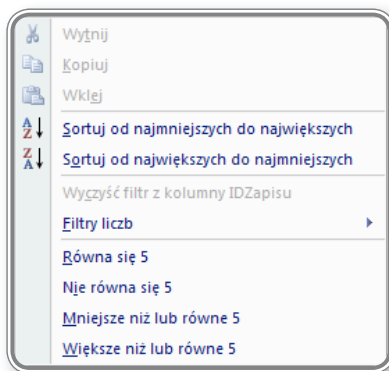 Wytnij
Kopiuj
Wklej
Sortuj od najmniejszych do największych
Sortuj od największych do najmniejszych
Wyczyść filtr z kolumny IDZapisu
Filtry liczb
Równa się 5
Nie równa się 5
Mniejsze niż lub równe 5
Większe niż lub równe 5